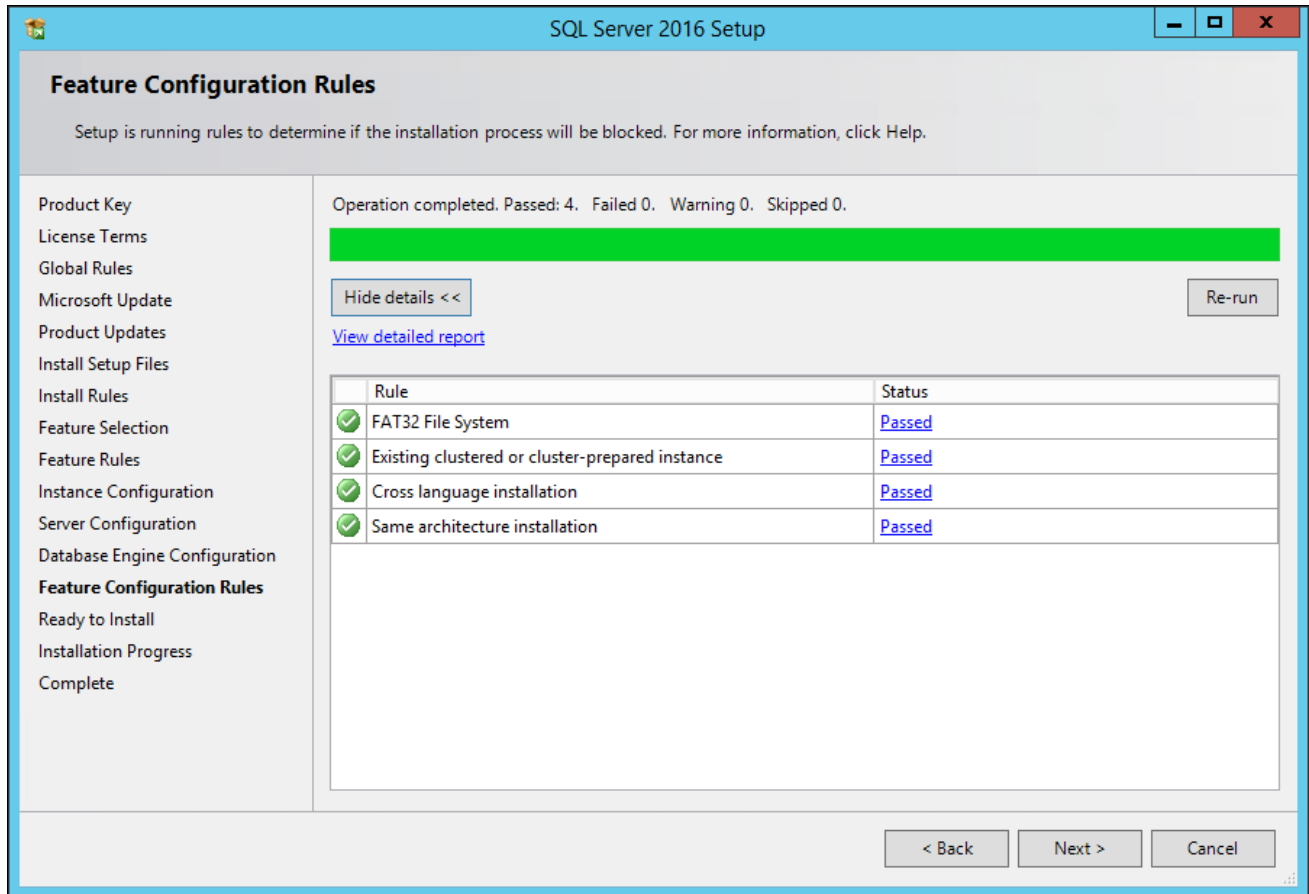 SQL Server 2016 Setup
Feature Configuration Rules
Setup is running rules to determine if the installation process will be blocked. For more information, click Help.
Product Key
License Terms
Global Rules
Microsoft Update
Product Updates
Install Setup Files
Install Rules
Feature Selection
Feature Rules
Instance Configuration
Server Configuration
Database Engine Configuration
Feature Configuration Rules
Ready to Install
Installation Progress
Complete
Operation completed. Passed: 4. Failed 0. Warning 0. Skipped 0.
Hide details << Re-run
View detailed report
Rule Status
FAT32 File System Passed
Existing clustered or cluster-prepared instance Passed
Cross language installation Passed
Same architecture installation Passed
< Back Next > Cancel